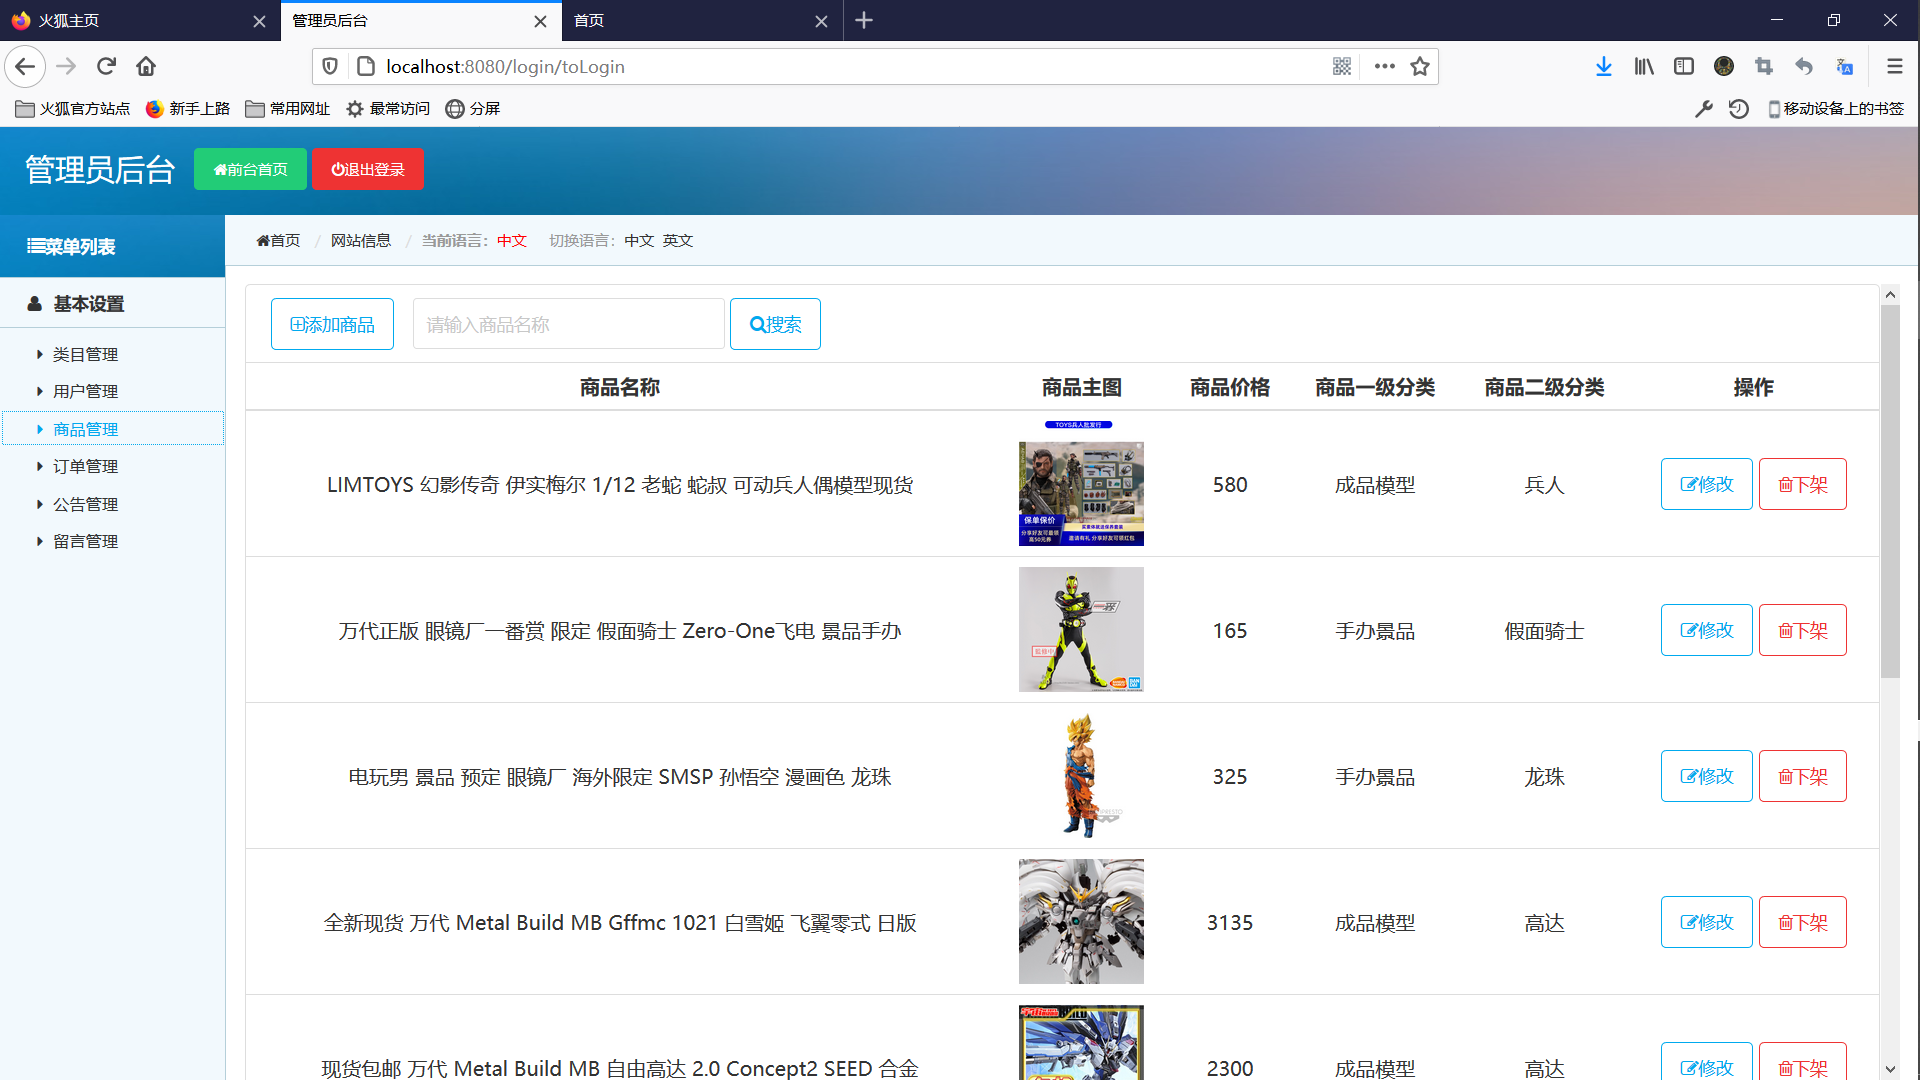 火狐主页
管理员后台
首页
localhost:8080/login/toLogin
火狐官方站点 新手上路 常用网址 最常访问 分屏 移动设备上的书签
管理员后台 前台首页 退出登录
菜单列表
首页 / 网站信息 / 当前语言：中文 切换语言：中文 英文
基本设置
类目管理
用户管理
商品管理
订单管理
公告管理
留言管理
添加商品 请输入商品名称 搜索
商品名称 商品主图 商品价格 商品一级分类 商品二级分类 操作
TOYS兵人批发行
保单保价
LIMTOYS 幻影传奇 伊实梅尔 1/12 老蛇 蛇叔 可动兵人偶模型现货 580 成品模型 兵人 修改 下架
万代正版 眼镜厂一番赏 限定 假面骑士 Zero-One飞电 景品手办 165 手办景品 假面骑士 修改 下架
电玩男 景品 预定 眼镜厂 海外限定 SMSP 孙悟空 漫画色 龙珠 325 手办景品 龙珠 修改 下架
全新现货 万代 Metal Build MB Gffmc 1021 白雪姬 飞翼零式 日版 3135 成品模型 高达 修改 下架
现货包邮 万代 Metal Build MB 自由高达 2.0 Concept2 SEED 合金 2300 成品模型 高达 修改 下架